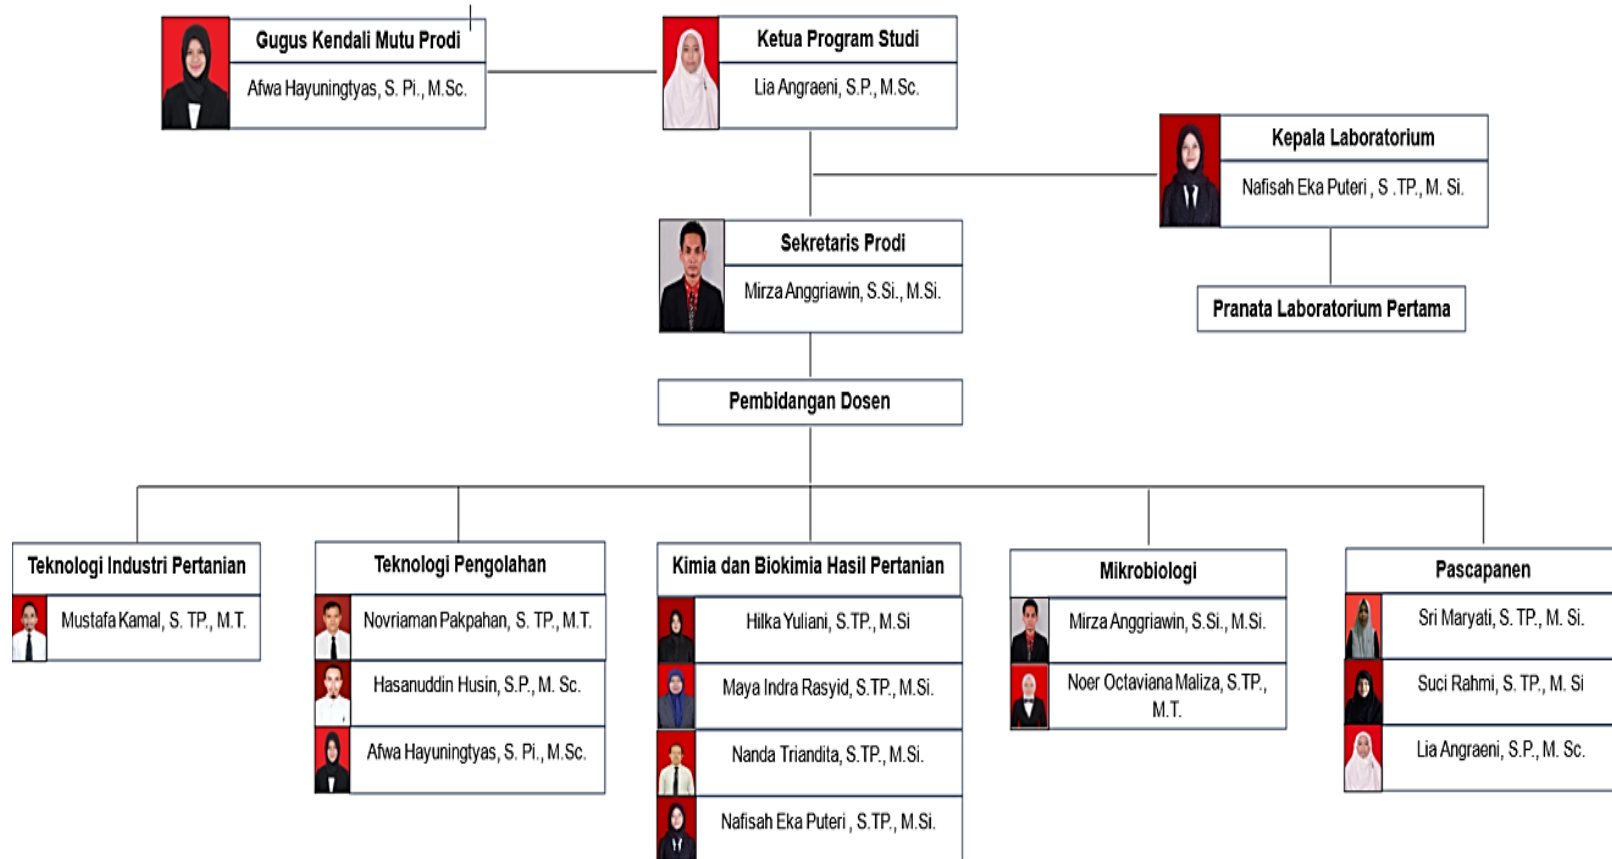 Gugus Kendali Mutu Prodi
Afwa Hayuningtyas, S. Pi., M.Sc.
Ketua Program Studi
Lia Angraeni, S.P., M.Sc.
Kepala Laboratorium
Nafisah Eka Puteri , S .TP., M. Si.
Sekretaris Prodi
Mirza Anggriawin, S.Si., M.Si.
Pranata Laboratorium Pertama
Pembidangan Dosen
Teknologi Industri Pertanian
Mustafa Kamal, S. TP., M.T.
Teknologi Pengolahan
Novriaman Pakpahan, S. TP., M.T.
Hasanuddin Husin, S.P., M. Sc.
Afwa Hayuningtyas, S. Pi., M.Sc.
Kimia dan Biokimia Hasil Pertanian
Hilka Yuliani, S.TP., M.Si
Maya Indra Rasyid, S.TP., M.Si.
Nanda Triandita, S.TP., M.Si.
Nafisah Eka Puteri , S.TP., M.Si.
Mikrobiologi
Mirza Anggriawin, S.Si., M.Si.
Noer Octaviana Maliza, S.TP.,
M.T.
Pascapanen
Sri Maryati, S. TP., M. Si.
Suci Rahmi, S. TP., M. Si
Lia Angraeni, S.P., M. Sc.